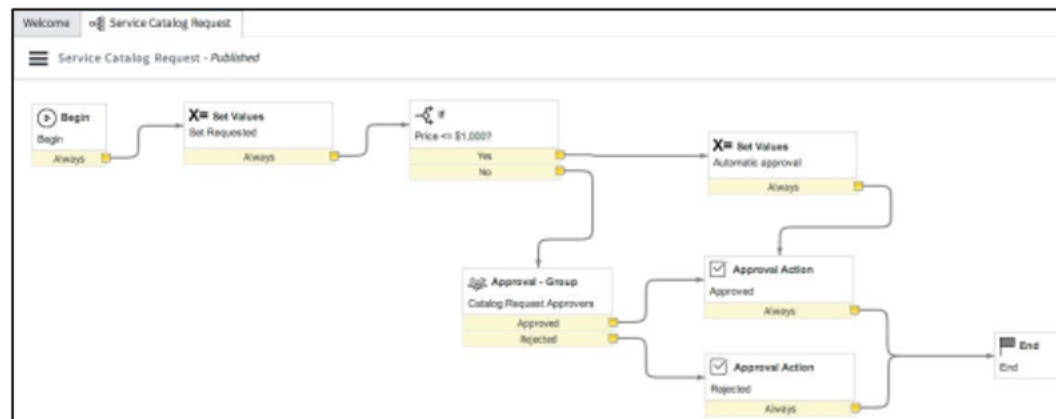 Welcome
Service Catalog Request
Service Catalog Request - Published
Begin
Begin
Always
X= Set Values
Set Requested
Always
If
Price <= $1,000?
Yes
No
X= Set Values
Automatic approval
Always
Approval - Group
Catalog Request Approvers
Approved
Rejected
Approval Action
Approved
Always
Approval Action
Rejected
Always
End
End